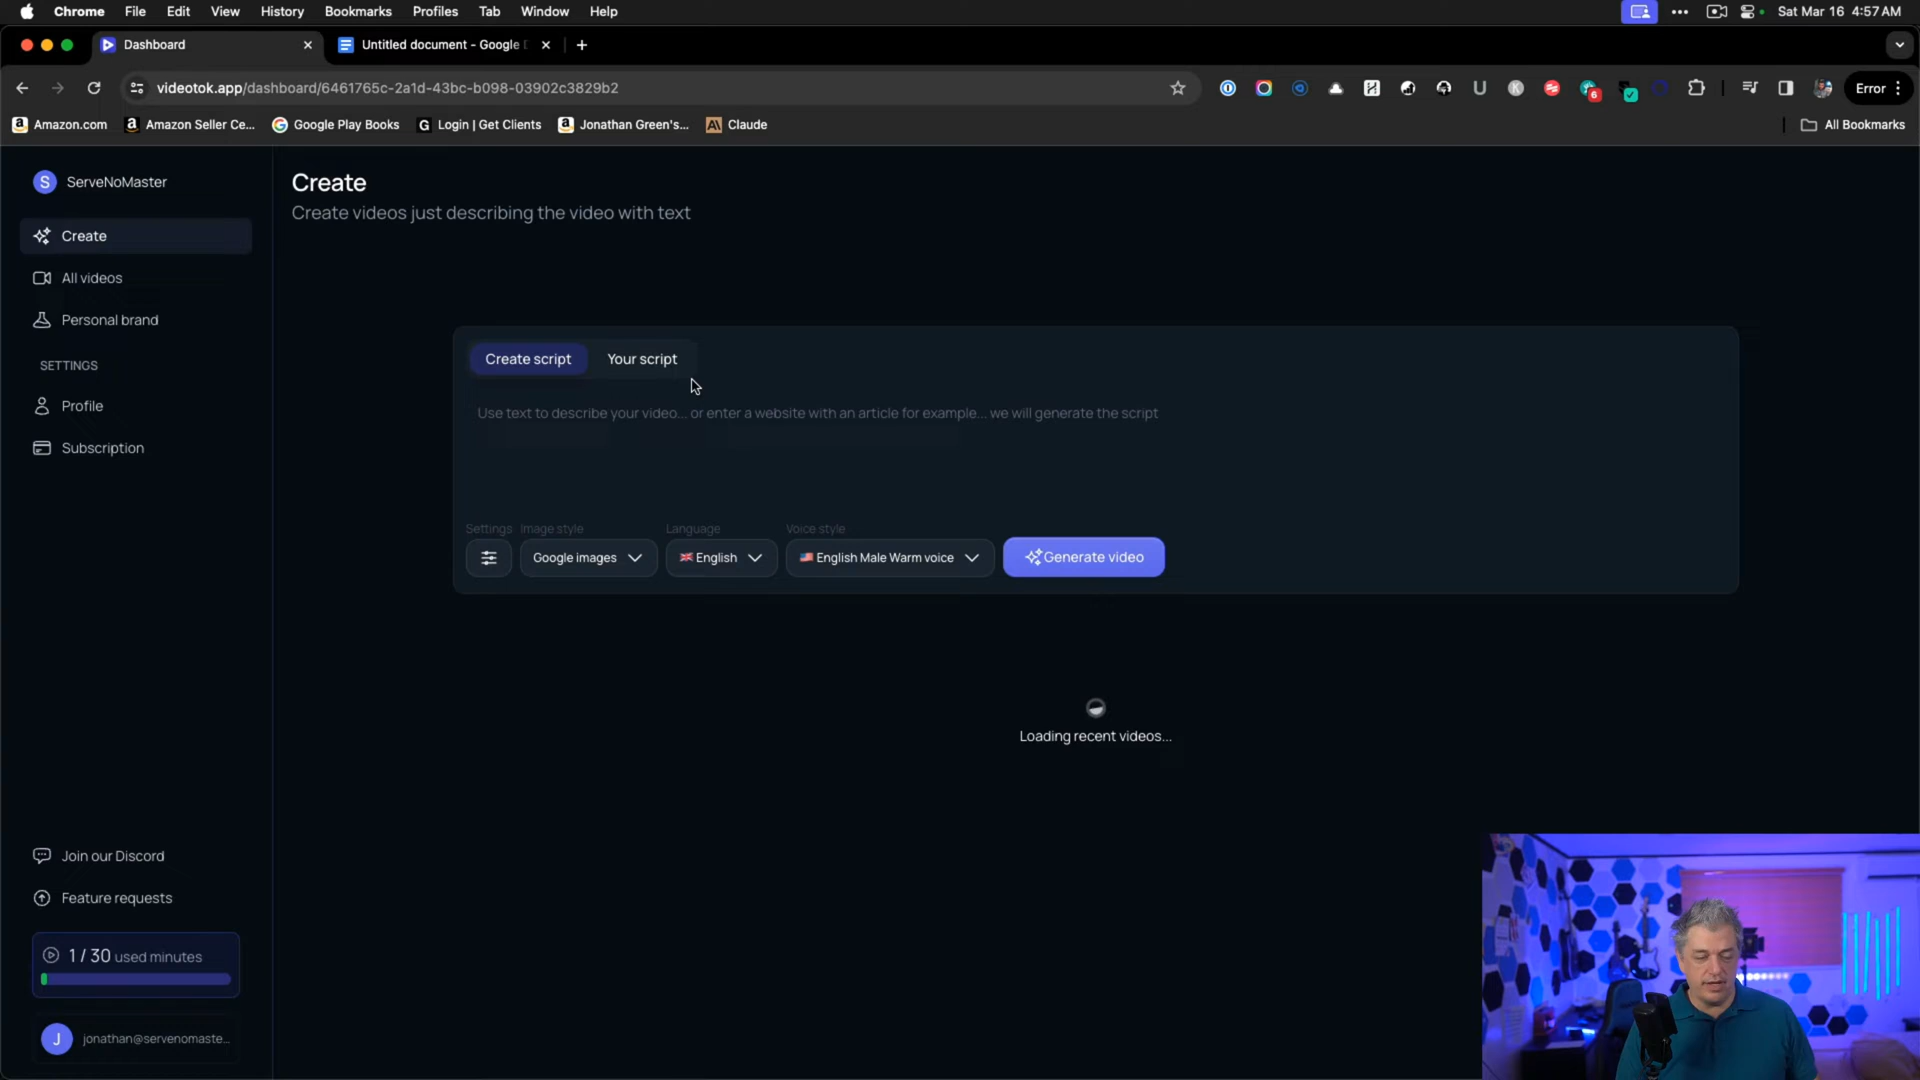 Chrome File Edit View History Bookmarks Profiles Tab Window Help
Sat Mar 16 4:57 AM
Dashboard
Untitled document - Google
videotok.app/dashboard/6461765c-2a1d-43bc-b098-03902c3829b2
6
Error
Amazon.com
Amazon Seller Ce...
Google Play Books
G Login | Get Clients
Jonathan Green's...
Claude
All Bookmarks
S ServeNoMaster
Create
All videos
Personal brand
SETTINGS
Profile
Subscription
Join our Discord
Feature requests
1 / 30 used minutes
J jonathan@servenomaste...
Create
Create videos just describing the video with text
Create script Your script
Use text to describe your video... or enter a website with an article for example... we will generate the script
Settings Image style Language Voice style
Google images English English Male Warm voice Generate video
Loading recent videos...